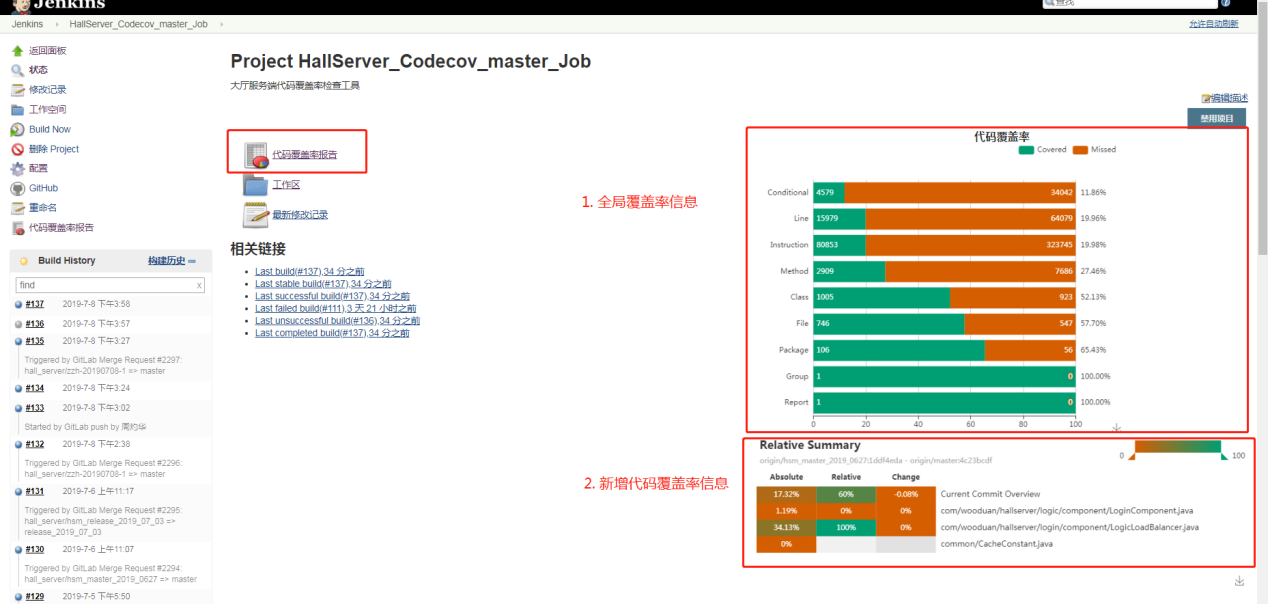 Jenkins
查找
Jenkins
HallServer_Codecov_master_Job
允许自动刷新
返回面板
状态
修改记录
工作空间
Build Now
删除 Project
配置
GitHub
重命名
代码覆盖率报告
Build History
构建历史
find
x
#137 2019-7-8 下午3:58
#136 2019-7-8 下午3:57
#135 2019-7-8 下午3:27
Triggered by GitLab Merge Request #2297:
hall_server/zzh-20190708-1 => master
#134 2019-7-8 下午3:24
#133 2019-7-8 下午3:02
Started by GitLab push by 周灼华
#132 2019-7-8 下午2:38
Triggered by GitLab Merge Request #2296:
hall_server/zzh-20190708-1 => master
#131 2019-7-6 上午11:17
Triggered by GitLab Merge Request #2295:
hall_server/hsm_release_2019_07_03 =>
release_2019_07_03
#130 2019-7-6 上午11:07
Triggered by GitLab Merge Request #2294:
hall_server/hsm_master_2019_0627 => master
#129 2019-7-5 下午5:50
Project HallServer_Codecov_master_Job
大厅服务端代码覆盖率检查工具
编辑描述
禁用项目
代码覆盖率报告
工作区
最新修改记录
相关链接
Last build(#137),34 分之前
Last stable build(#137),34 分之前
Last successful build(#137),34 分之前
Last failed build(#111),3 天 21 小时之前
Last unsuccessful build(#136),34 分之前
Last completed build(#137),34 分之前
1. 全局覆盖率信息
代码覆盖率
Covered Missed
Conditional 4579 34042 11.86%
Line 15979 64079 19.96%
Instruction 80853 323745 19.98%
Method 2909 7686 27.46%
Class 1005 923 52.13%
File 746 547 57.70%
Package 106 56 65.43%
Group 1 0 100.00%
Report 1 0 100.00%
0 20 40 60 80 100
2. 新增代码覆盖率信息
Relative Summary
origin/hsm_master_2019_0627:1ddf4eda - origin/master:4c23bcdf
0 100
Absolute Relative Change
17.32% 60% -0.08% Current Commit Overview
1.19% 0% 0% com/wooduan/hallserver/logic/component/LoginComponent.java
34.13% 100% 0% com/wooduan/hallserver/login/component/LogicLoadBalancer.java
0% common/CacheConstant.java